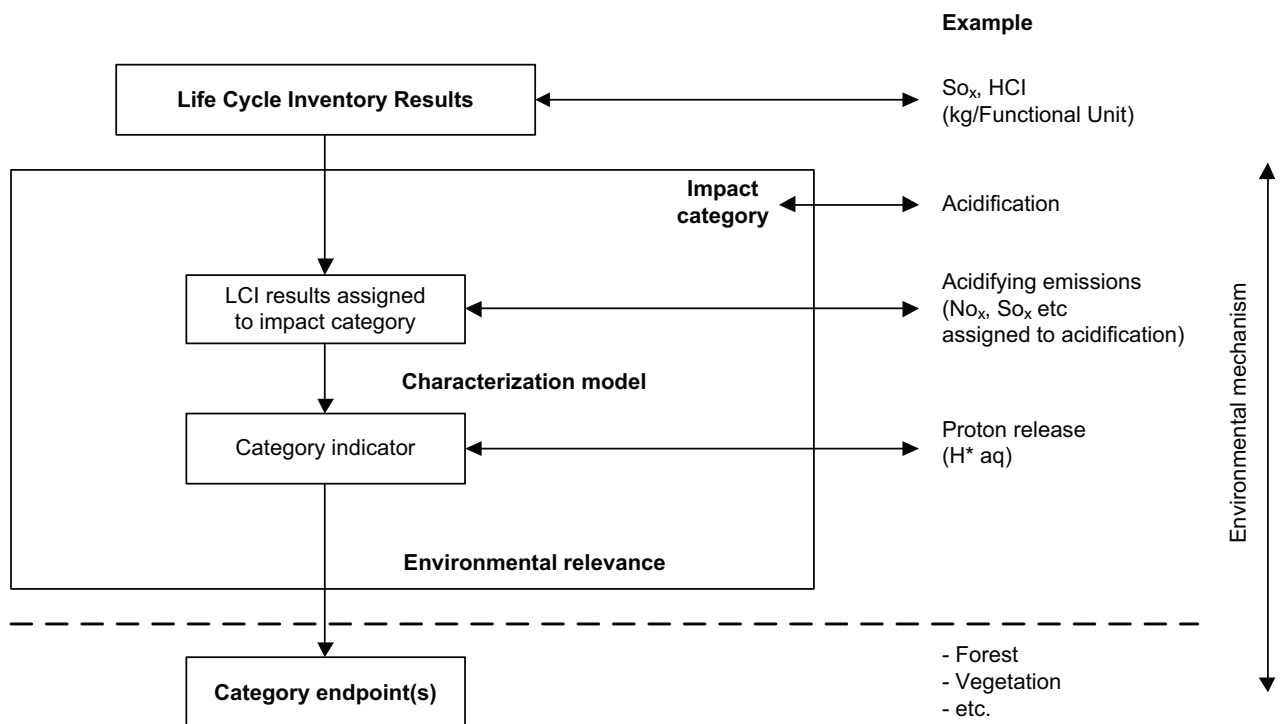 Example
Life Cycle Inventory Results
Soₓ, HCI
(kg/Functional Unit)
Impact
category
Acidification
LCI results assigned
to impact category
Acidifying emissions
(Noₓ, Soₓ etc
assigned to acidification)
Characterization model
Category indicator
Proton release
(H* aq)
Environmental relevance
Environmental mechanism
Category endpoint(s)
- Forest
- Vegetation
- etc.